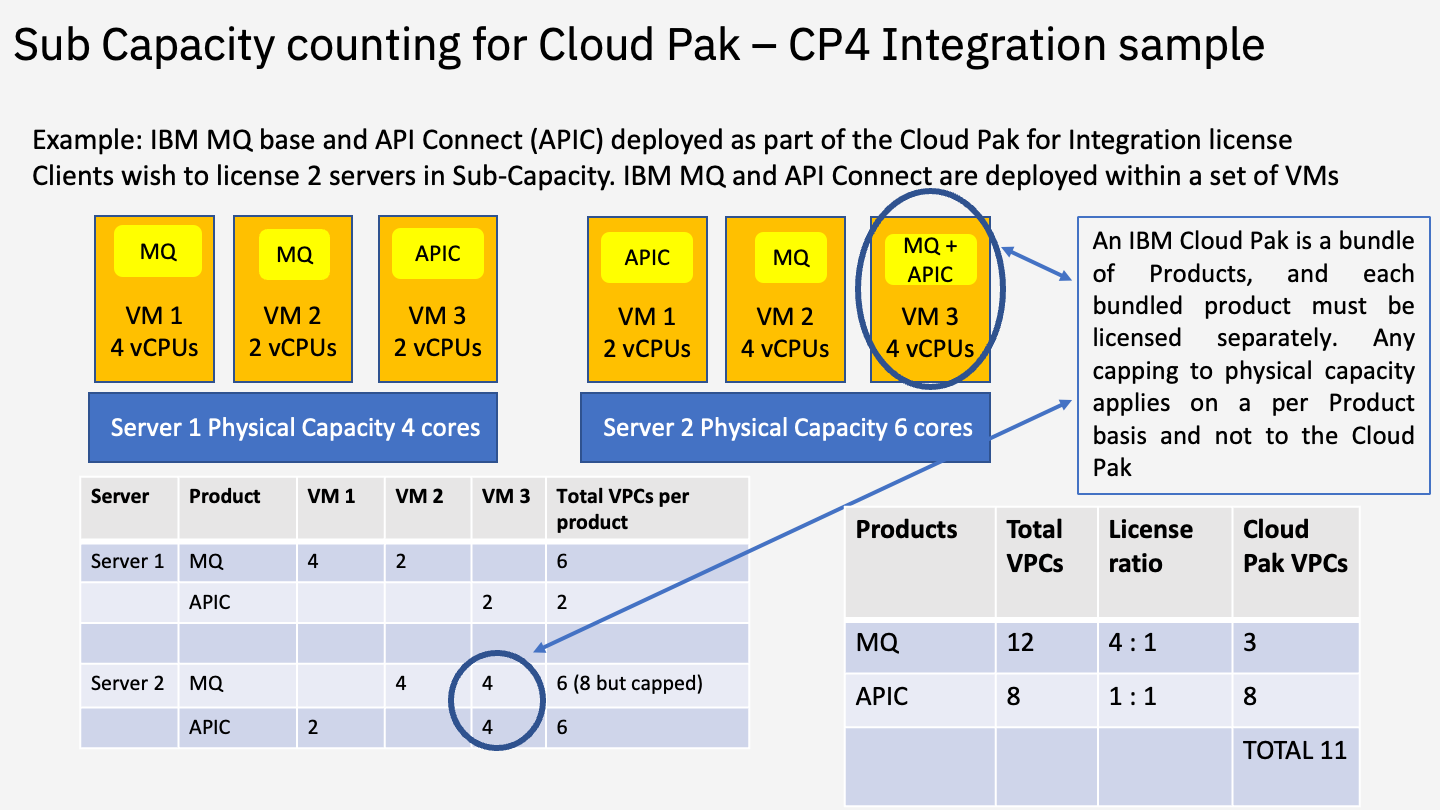 Sub Capacity counting for Cloud Pak – CP4 Integration sample
Example: IBM MQ base and API Connect (APIC) deployed as part of the Cloud Pak for Integration license
Clients wish to license 2 servers in Sub-Capacity. IBM MQ and API Connect are deployed within a set of VMs
MQ
VM 1
4 vCPUs
MQ
VM 2
2 vCPUs
APIC
VM 3
2 vCPUs
Server 1 Physical Capacity 4 cores
APIC
VM 1
2 vCPUs
MQ
VM 2
4 vCPUs
MQ +
APIC
VM 3
4 vCPUs
Server 2 Physical Capacity 6 cores
An IBM Cloud Pak is a bundle
of Products, and each
bundled product must be
licensed separately. Any
capping to physical capacity
applies on a per Product
basis and not to the Cloud
Pak
Server Product VM 1 VM 2 VM 3 Total VPCs per
product
Server 1 MQ 4 2 6
APIC 2 2
Server 2 MQ 4 4 6 (8 but capped)
APIC 2 4 6
Products Total License Cloud
VPCs ratio Pak VPCs
MQ 12 4 : 1 3
APIC 8 1 : 1 8
TOTAL 11